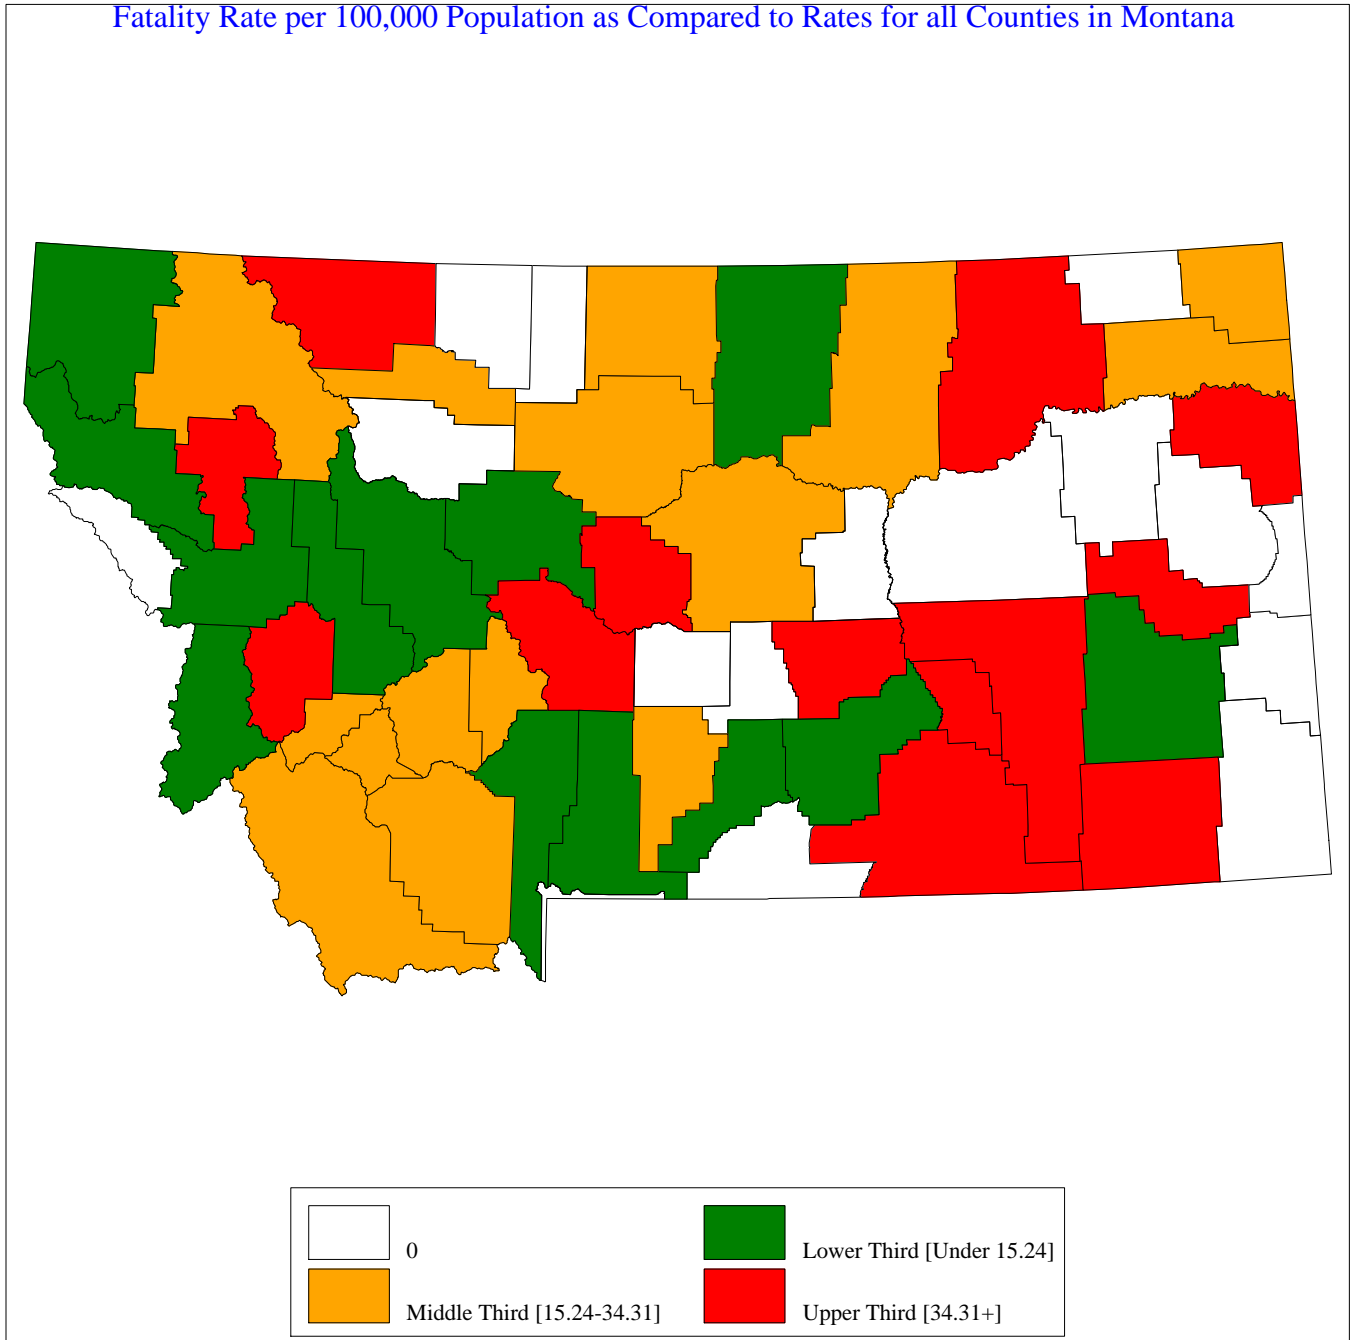 Fatality Rate per 100,000 Population as Compared to Rates for all Counties in Montana
0
Lower Third [Under 15.24]
Middle Third [15.24-34.31]
Upper Third [34.31+]